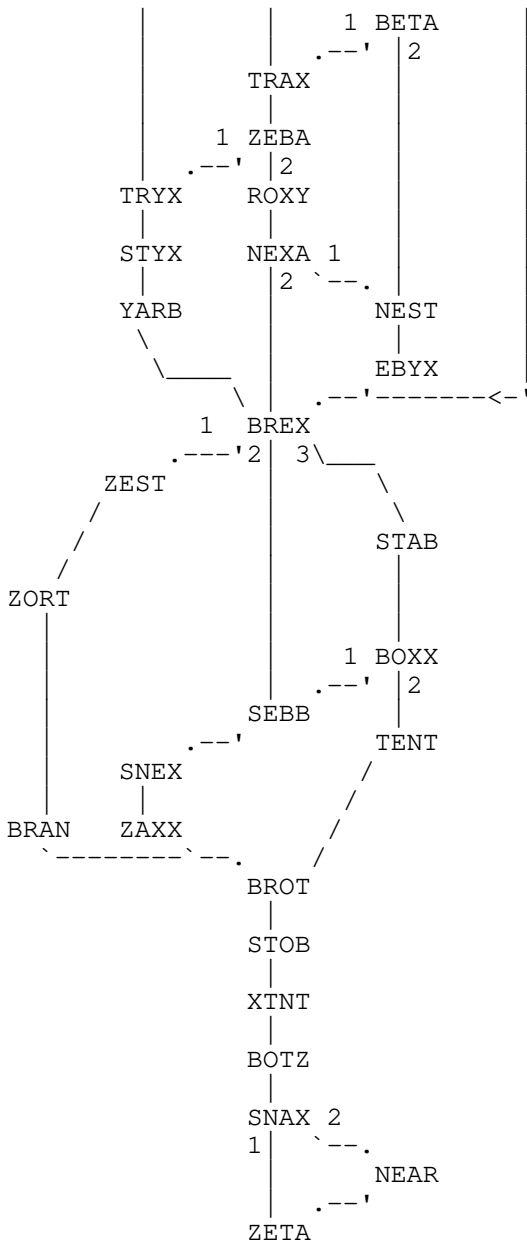 1 BETA
2
TRAX
1 ZEBA
2
TRYX ROXY
STYX NEXA 1
2
YARB NEST
EBYX
1 BREX
2 3
ZEST
STAB
ZORT
1 BOXX
2
SEBB
TENT
SNEX
BRAN ZAXX
BROT
STOB
XTNT
BOTZ
SNAX 2
1
NEAR
ZETA